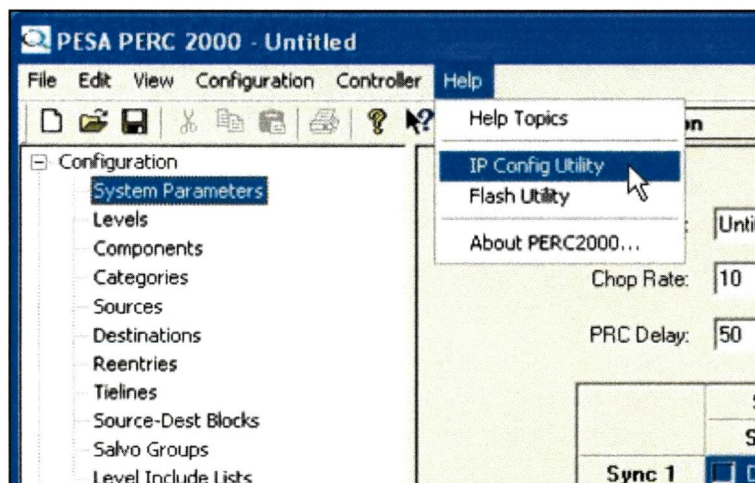 PESA PERC 2000 - Untitled
File Edit View Configuration Controller Help
Help Topics
IP Config Utility
Flash Utility
About PERC2000...
Configuration
System Parameters
Levels
Components
Categories
Sources
Destinations
Reentries
Tielines
Source-Dest Blocks
Salvo Groups
Level Include Lists
Chop Rate: 10
PRC Delay: 50
Sync 1